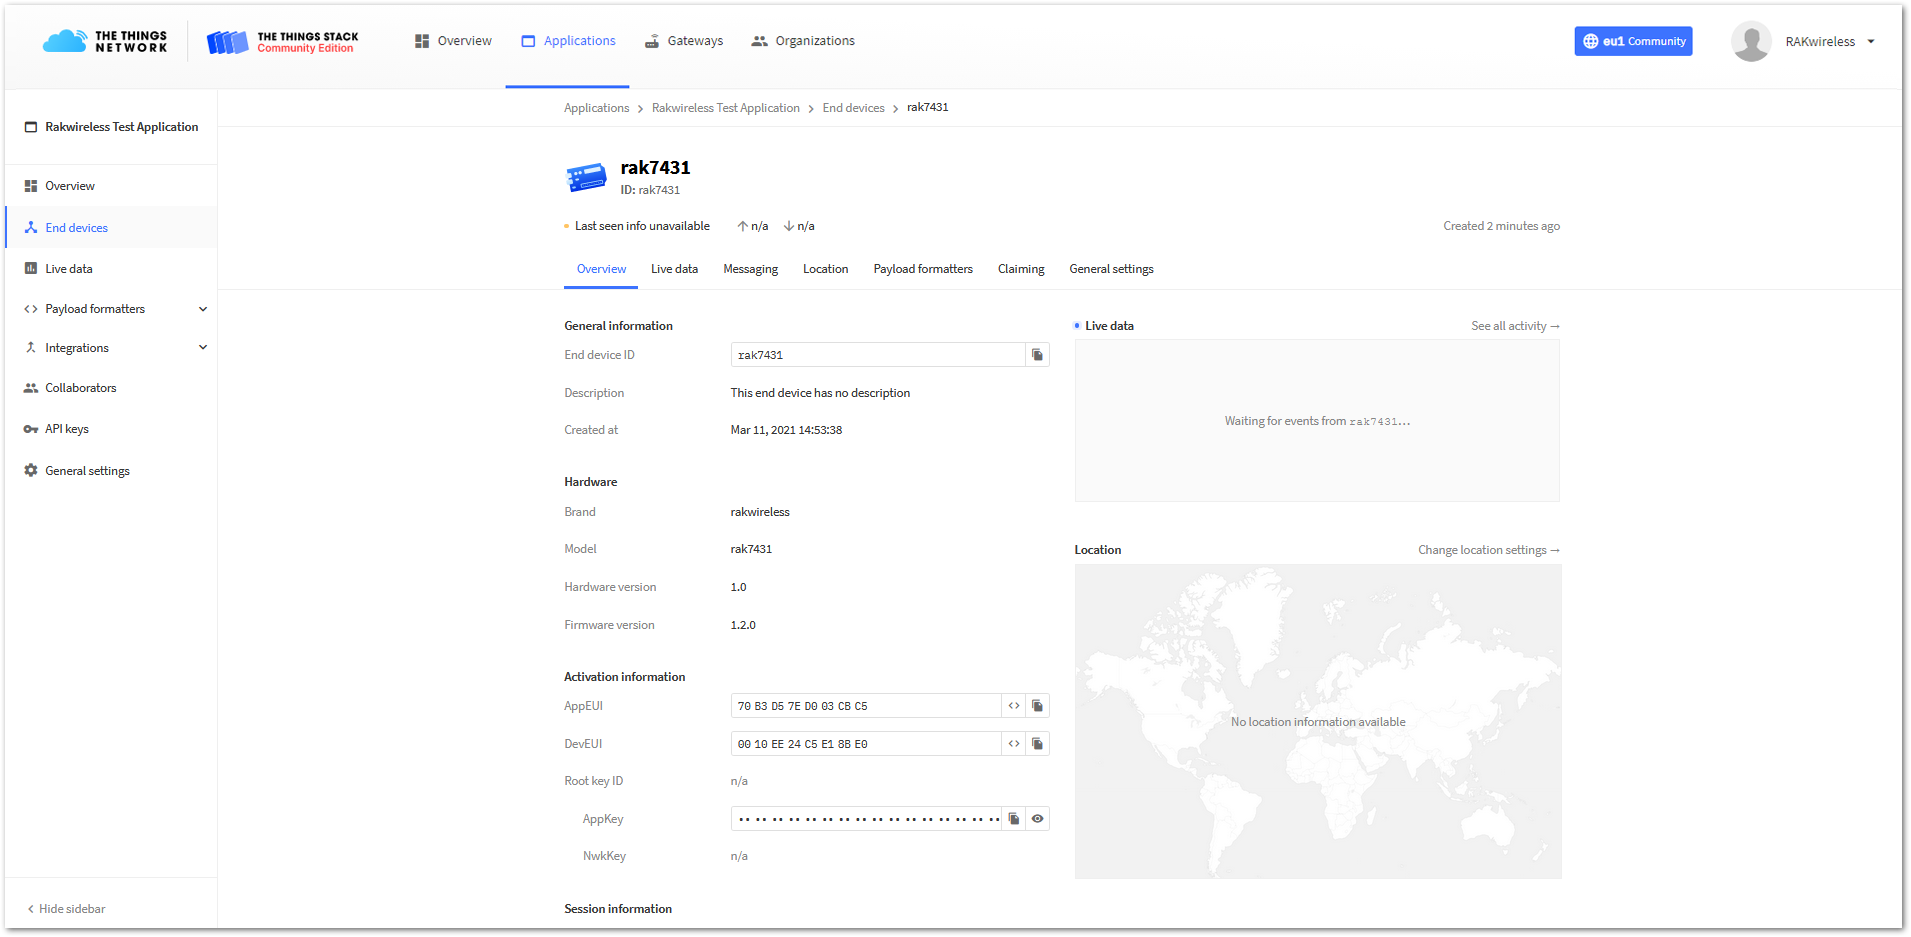 THE THINGS NETWORK
THE THINGS STACK
Community Edition
Overview
Applications
Gateways
Organizations
eu1 Community
RAKwireless
Applications > Rakwireless Test Application > End devices > rak7431
Rakwireless Test Application
Overview
End devices
Live data
Payload formatters
Integrations
Collaborators
API keys
General settings
Hide sidebar
rak7431
ID: rak7431
Last seen info unavailable ↑ n/a ↓ n/a
Created 2 minutes ago
Overview Live data Messaging Location Payload formatters Claiming General settings
General information
End device ID rak7431
Description This end device has no description
Created at Mar 11, 2021 14:53:38
Hardware
Brand rakwireless
Model rak7431
Hardware version 1.0
Firmware version 1.2.0
Activation information
AppEUI 70 B3 D5 7E D0 03 CB C5
DevEUI 00 10 EE 24 C5 E1 8B E0
Root key ID n/a
AppKey •• •• •• •• •• •• •• •• •• •• •• •• •• •• •• ••
NwkKey n/a
Session information
Live data
See all activity →
Waiting for events from rak7431...
Location
Change location settings →
No location information available